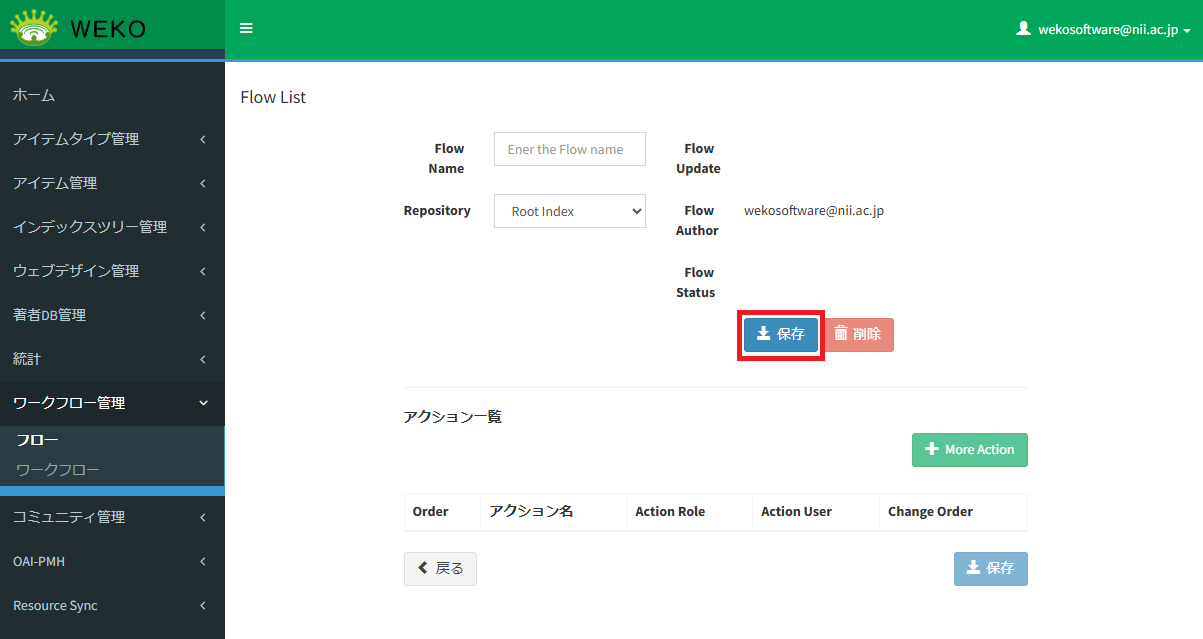 WEKO
wekosoftware@nii.ac.jp
ホーム
アイテムタイプ管理
アイテム管理
インデックスツリー管理
ウェブデザイン管理
著者DB管理
統計
ワークフロー管理
フロー
ワークフロー
コミュニティ管理
OAI-PMH
Resource Sync
Flow List
Flow
Name
Ener the Flow name
Flow
Update
Repository
Root Index
Flow
Author
wekosoftware@nii.ac.jp
Flow
Status
保存
削除
アクション一覧
More Action
Order アクション名 Action Role Action User Change Order
戻る
保存